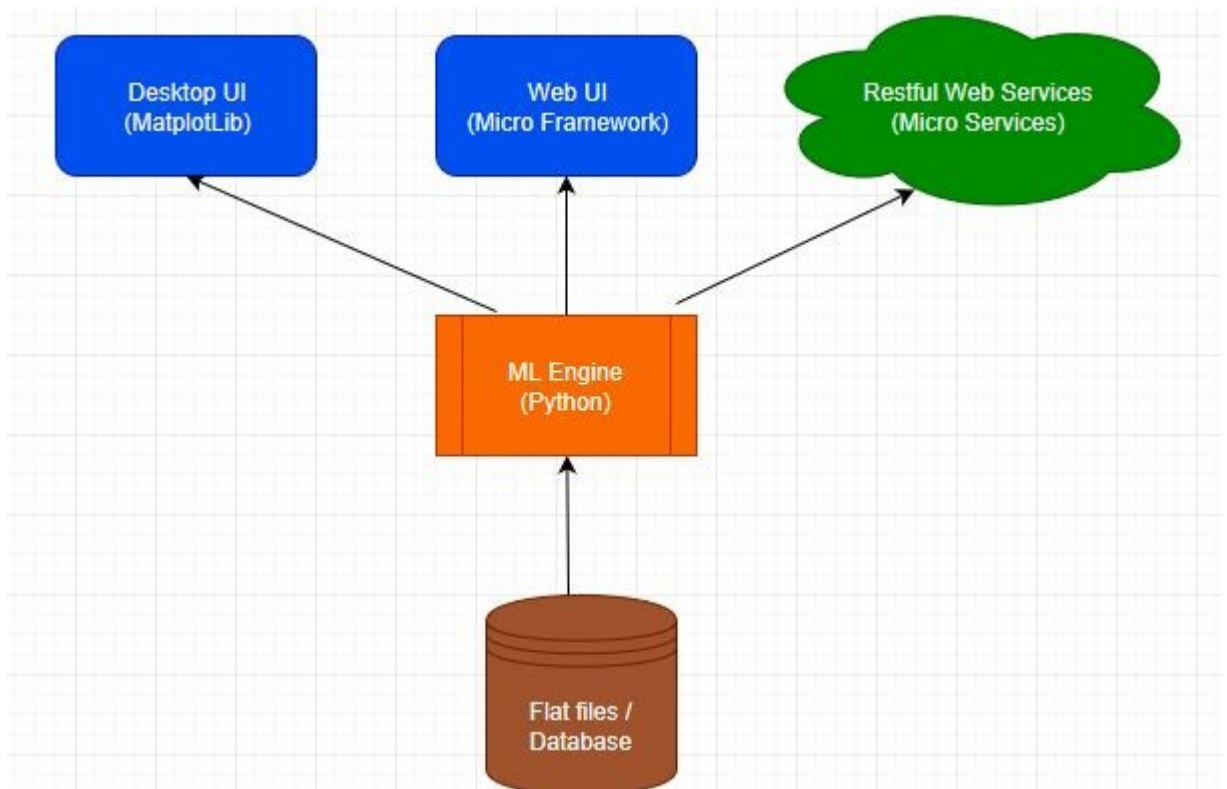 Desktop UI
(MatplotLib)
Web UI
(Micro Framework)
Restful Web Services
(Micro Services)
ML Engine
(Python)
Flat files /
Database